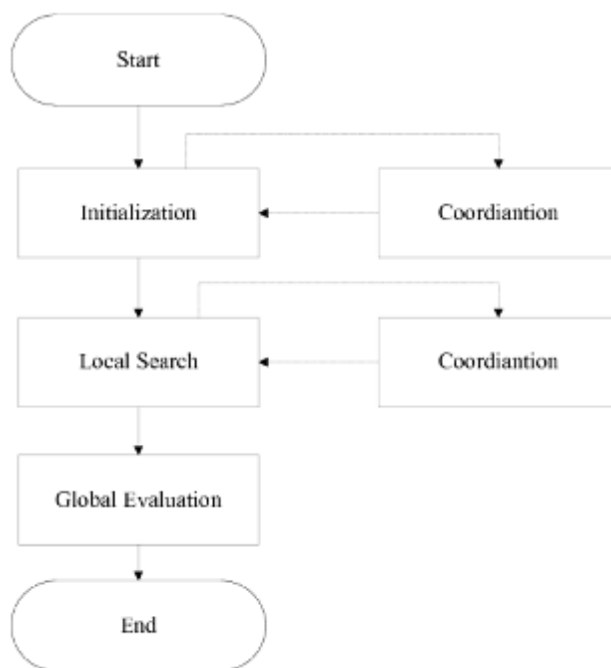 Start
Initialization
Coordiantion
Local Search
Coordiantion
Global Evaluation
End